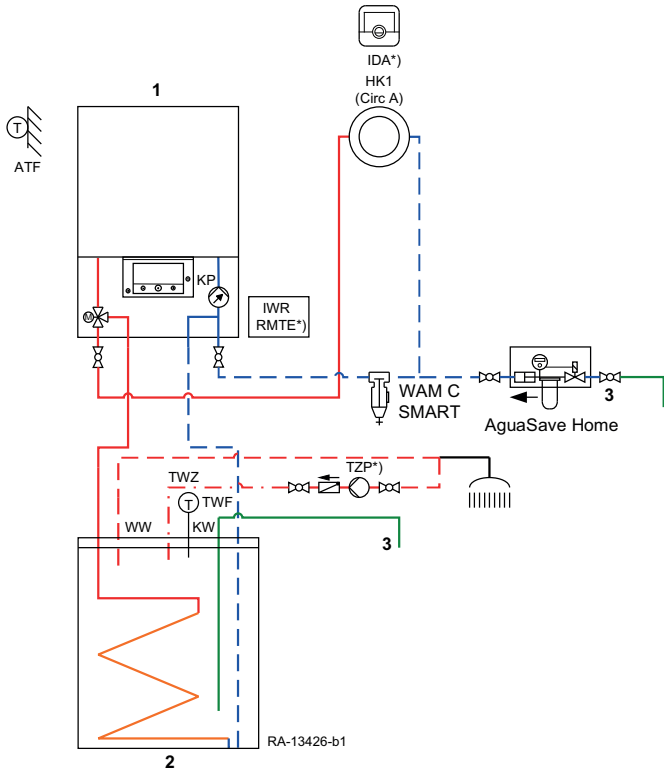 IDA*)
HK1
(Circ A)
1
T
ATF
KP
M
IWR
RMTE*)
WAM C
SMART
3
AguaSave Home
TWZ
TZP*)
T
TWF
WW
KW
3
RA-13426-b1
2